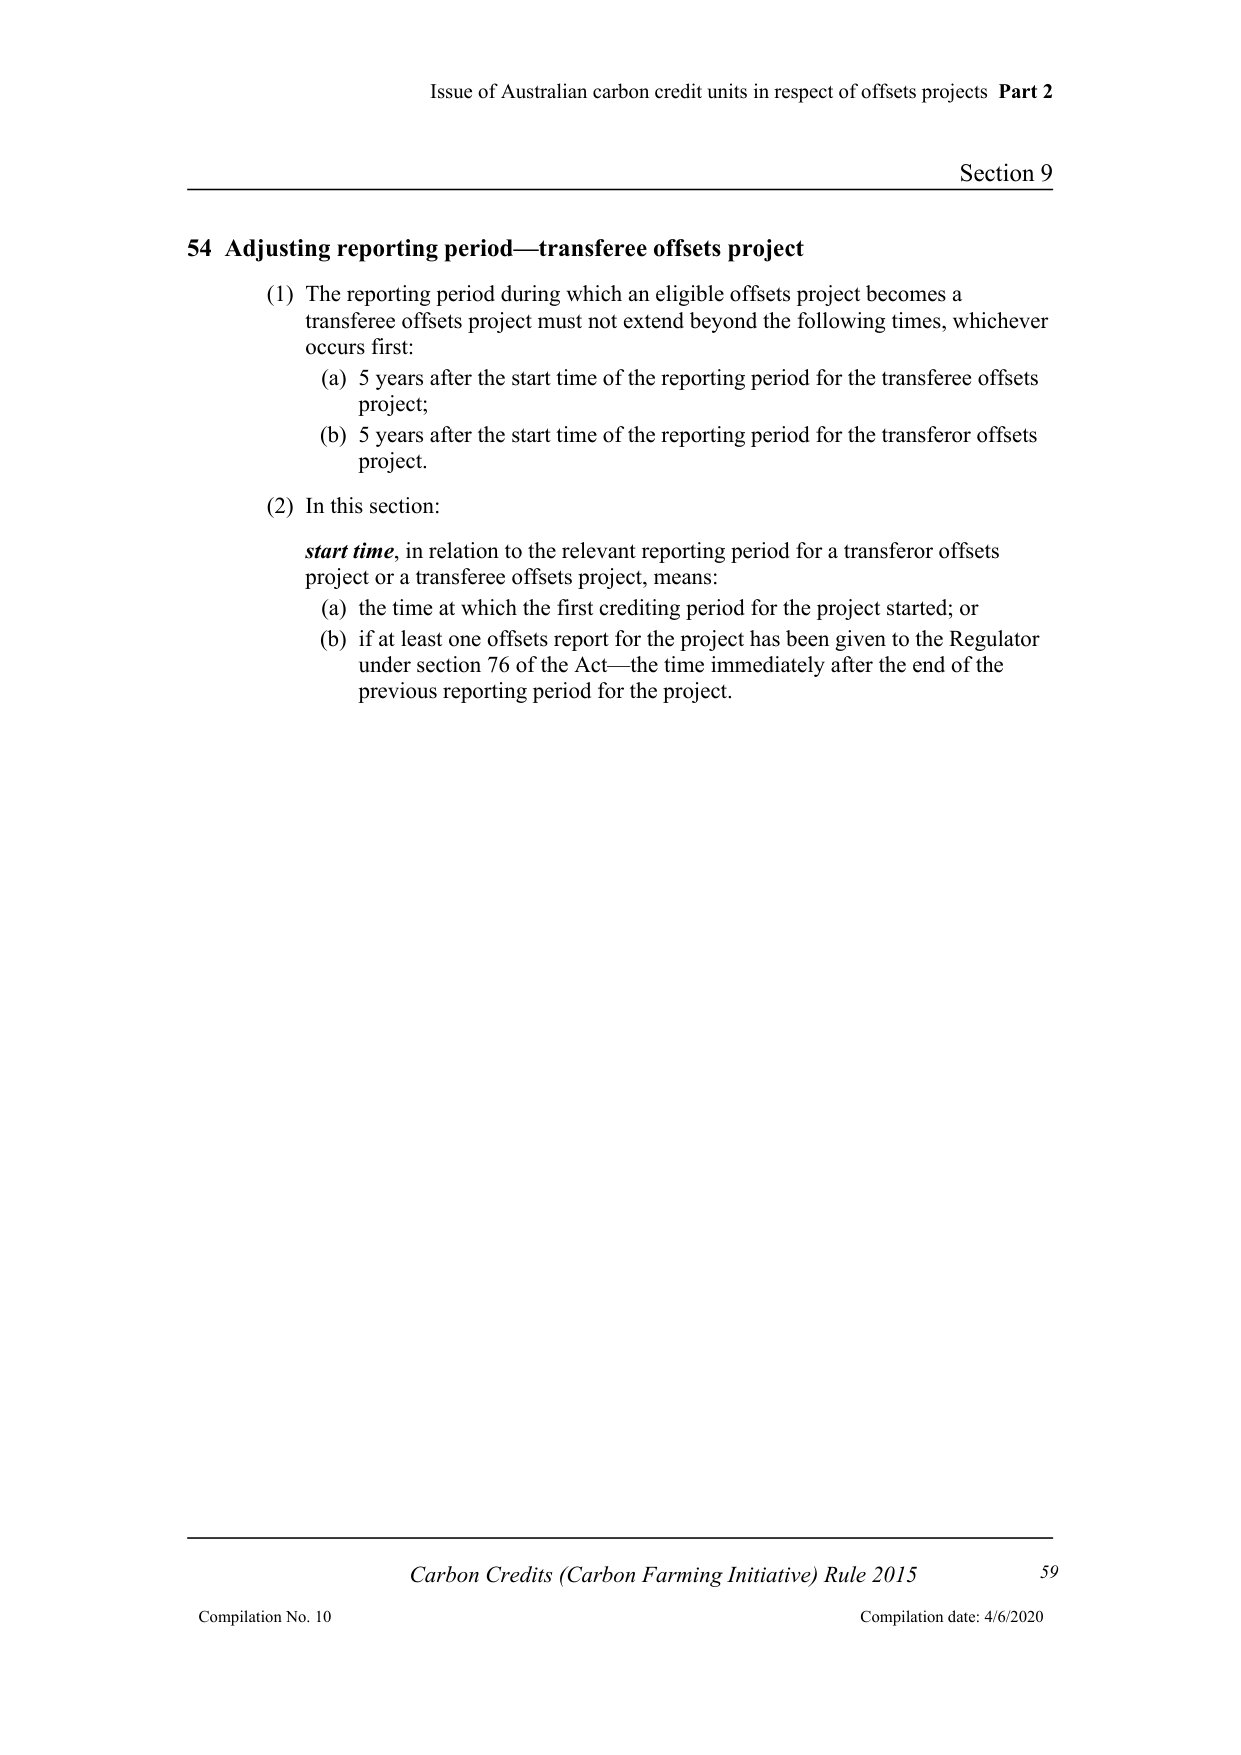 Issue of Australian carbon credit units in respect of offsets projects  Part 2
Section 9
54  Adjusting reporting period—transferee offsets project
(1) The reporting period during which an eligible offsets project becomes a
transferee offsets project must not extend beyond the following times, whichever
occurs first:
(a) 5 years after the start time of the reporting period for the transferee offsets
project;
(b) 5 years after the start time of the reporting period for the transferor offsets
project.
(2) In this section:
start time, in relation to the relevant reporting period for a transferor offsets
project or a transferee offsets project, means:
(a) the time at which the first crediting period for the project started; or
(b) if at least one offsets report for the project has been given to the Regulator
under section 76 of the Act—the time immediately after the end of the
previous reporting period for the project.
Carbon Credits (Carbon Farming Initiative) Rule 2015 59
Compilation No. 10 Compilation date: 4/6/2020